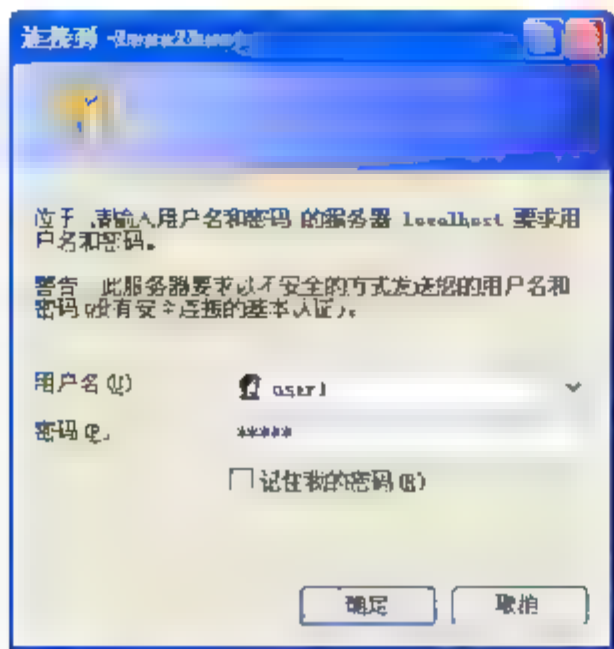 连接到 localhost
位于 请输入用户名和密码 的服务器 localhost 要求用
户名和密码。
警告: 此服务器要求以不安全的方式发送您的用户名和
密码(没有安全连接的基本认证)。
用户名(U)
user1
密码(P):
*****
记住我的密码(R)
确定
取消